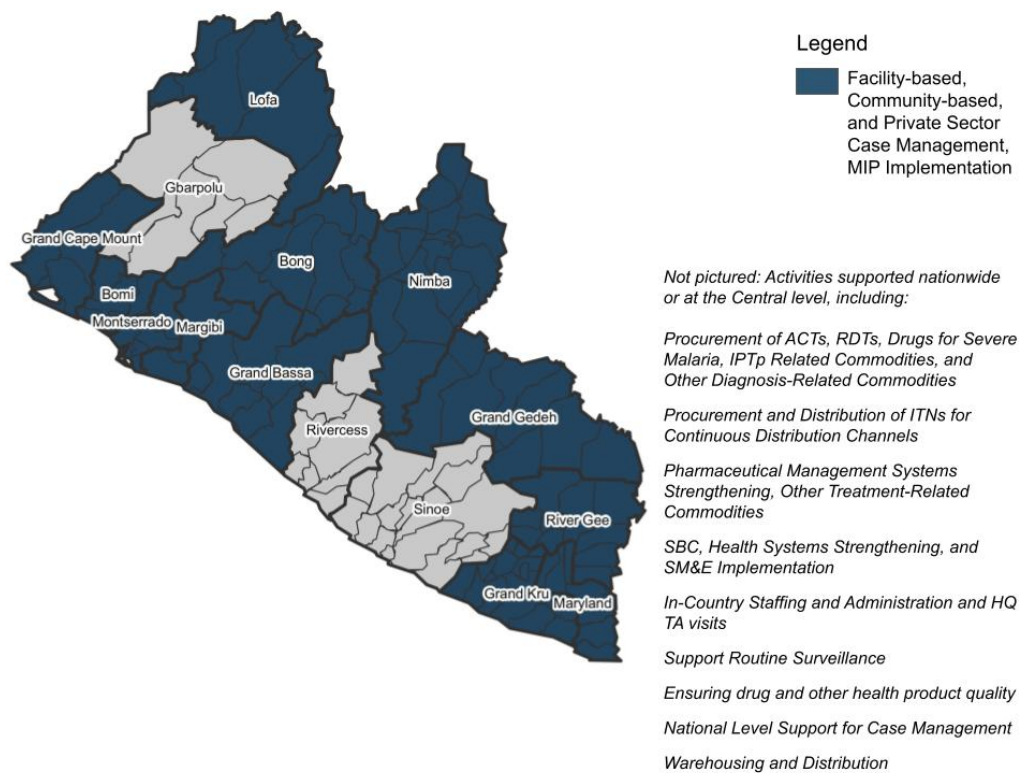 Lofa
Gbarpolu
Grand Cape Mount
Bong
Nimba
Bomi
Montserrado
Margibi
Grand Bassa
Grand Gedeh
Rivercess
Sinoe
River Gee
Grand Kru
Maryland
Legend
Facility-based,
Community-based,
and Private Sector
Case Management,
MIP Implementation
Not pictured: Activities supported nationwide
or at the Central level, including:
Procurement of ACTs, RDTs, Drugs for Severe
Malaria, IPTp Related Commodities, and
Other Diagnosis-Related Commodities
Procurement and Distribution of ITNs for
Continuous Distribution Channels
Pharmaceutical Management Systems
Strengthening, Other Treatment-Related
Commodities
SBC, Health Systems Strengthening, and
SM&E Implementation
In-Country Staffing and Administration and HQ
TA visits
Support Routine Surveillance
Ensuring drug and other health product quality
National Level Support for Case Management
Warehousing and Distribution